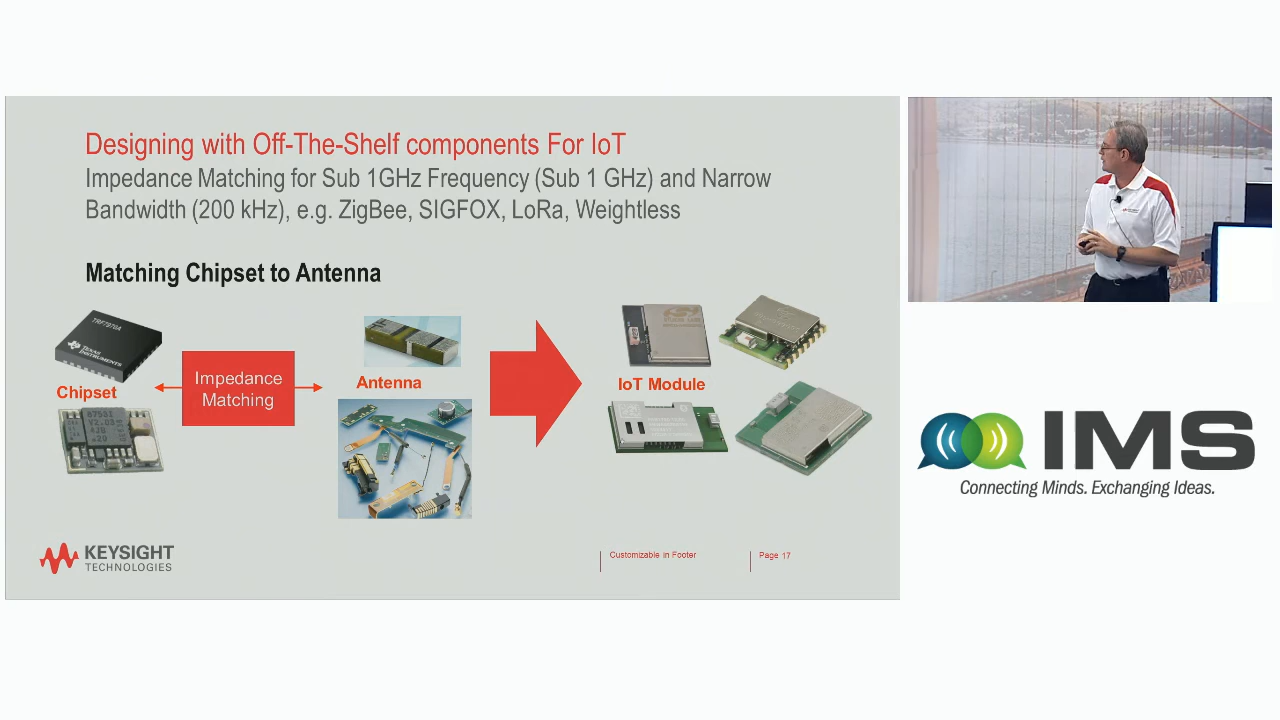 Designing with Off-The-Shelf components For IoT
Impedance Matching for Sub 1GHz Frequency (Sub 1 GHz) and Narrow
Bandwidth (200 kHz), e.g. ZigBee, SIGFOX, LoRa, Weightless
Matching Chipset to Antenna
TEXAS
INSTRUMENTS
Chipset
Impedance
Matching
Antenna
IoT Module
KEYSIGHT
TECHNOLOGIES
Customizable in Footer
Page 17
IMS
Connecting Minds. Exchanging Ideas.